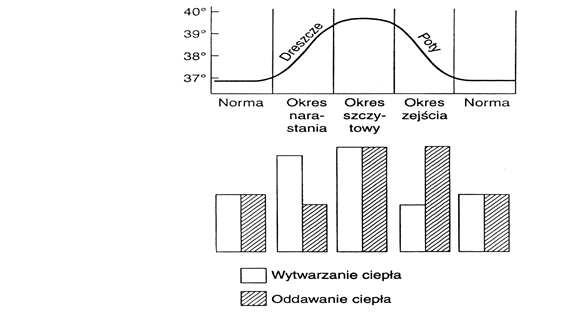 40°
39°
38°
37°
Dreszcze
Poty
Norma
Okres
nara-
stania
Okres
szczy-
towy
Okres
zejścia
Norma
Wytwarzanie ciepła
Oddawanie ciepła